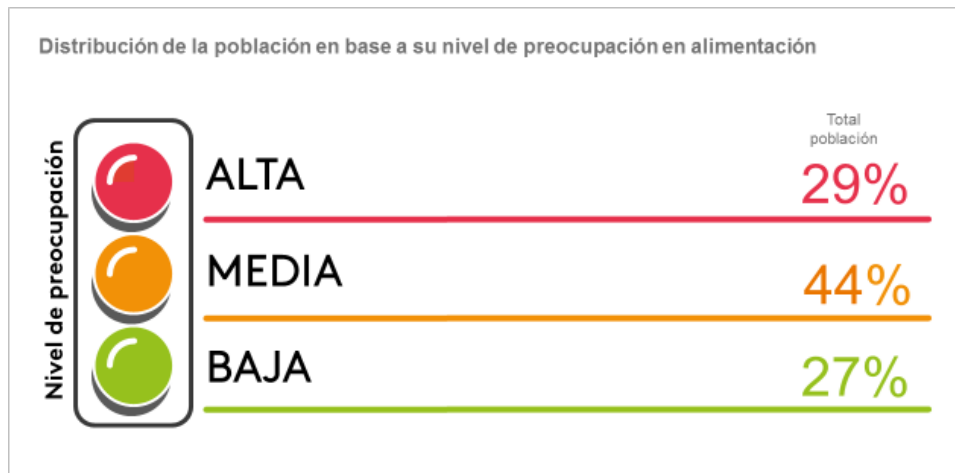 Distribución de la población en base a su nivel de preocupación en alimentación
Nivel de preocupación
Total
población
ALTA
29%
MEDIA
44%
BAJA
27%